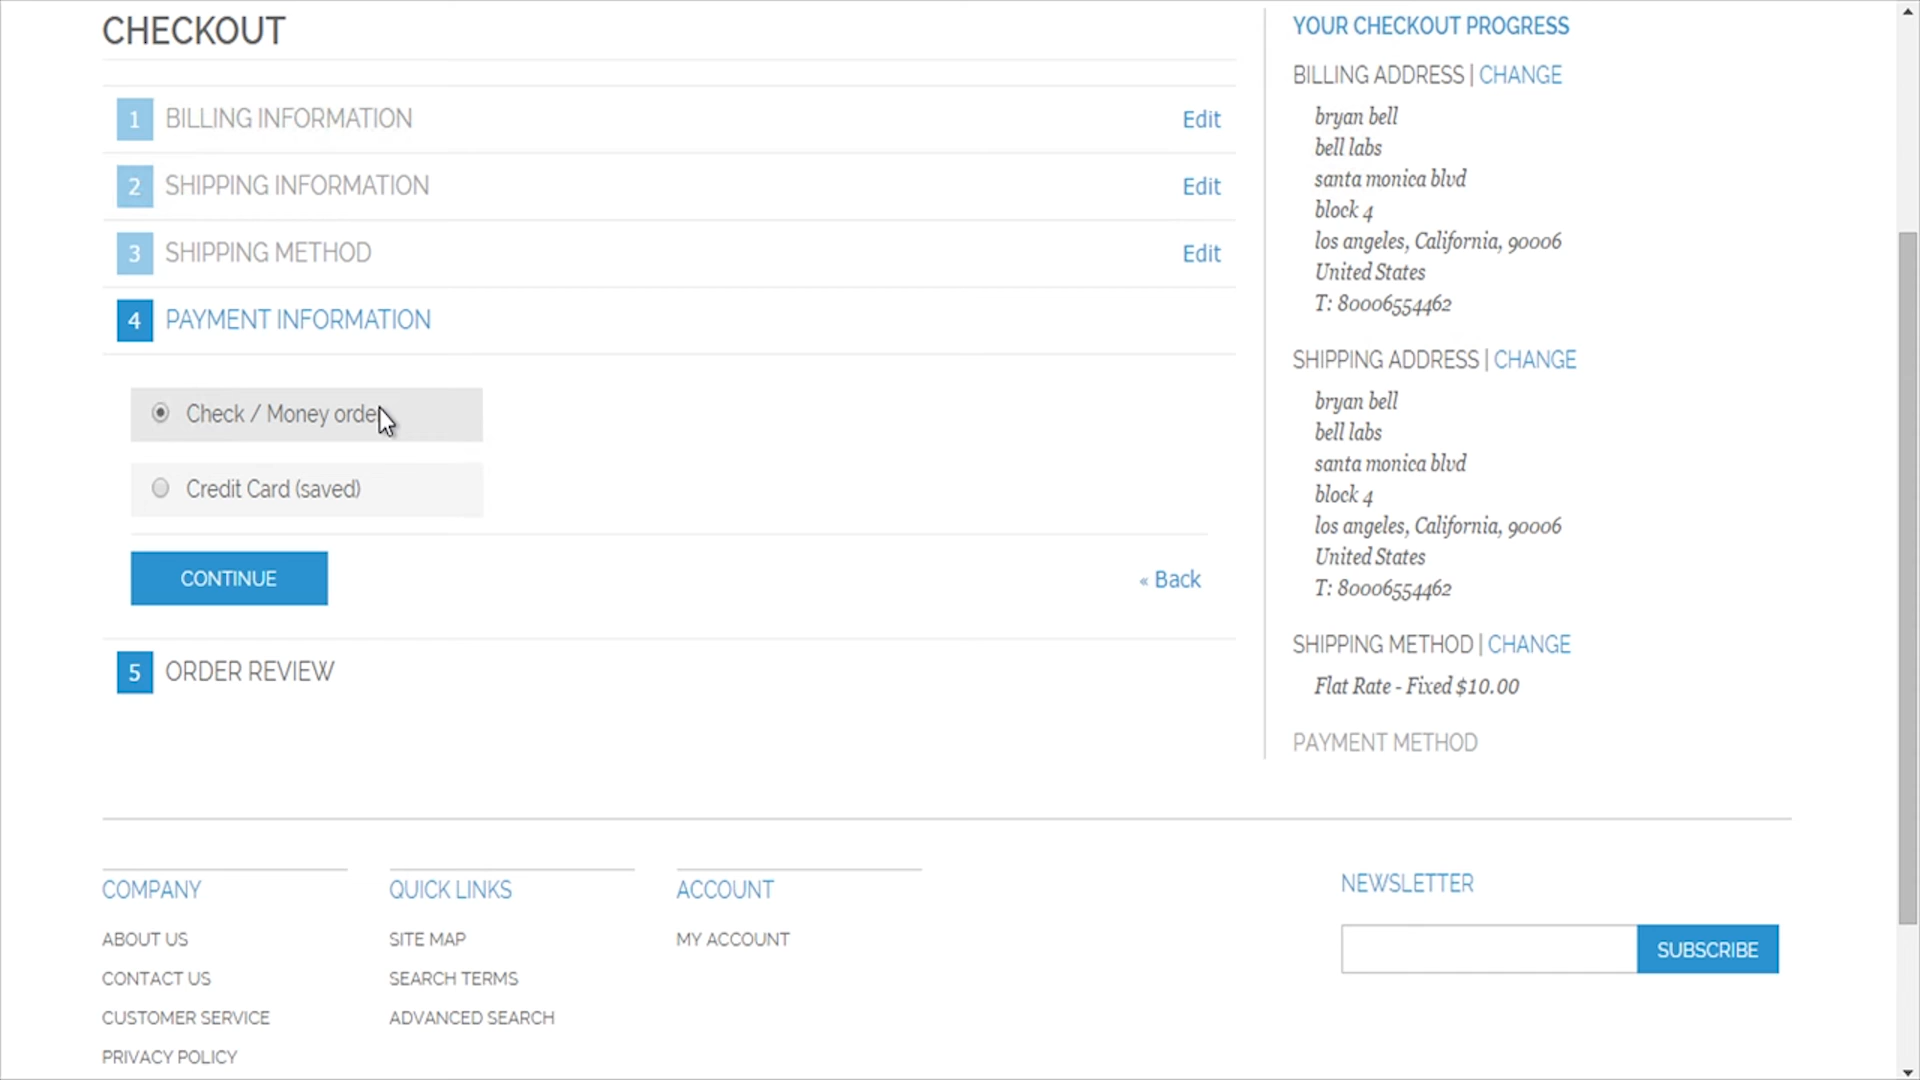 CHECKOUT
1 BILLING INFORMATION Edit
2 SHIPPING INFORMATION Edit
3 SHIPPING METHOD Edit
4 PAYMENT INFORMATION
Check / Money order
Credit Card (saved)
CONTINUE « Back
5 ORDER REVIEW
YOUR CHECKOUT PROGRESS
BILLING ADDRESS | CHANGE
bryan bell
bell labs
santa monica blvd
block 4
los angeles, California, 90006
United States
T: 80006554462
SHIPPING ADDRESS | CHANGE
bryan bell
bell labs
santa monica blvd
block 4
los angeles, California, 90006
United States
T: 80006554462
SHIPPING METHOD | CHANGE
Flat Rate - Fixed $10.00
PAYMENT METHOD
COMPANY
ABOUT US
CONTACT US
CUSTOMER SERVICE
PRIVACY POLICY
QUICK LINKS
SITE MAP
SEARCH TERMS
ADVANCED SEARCH
ACCOUNT
MY ACCOUNT
NEWSLETTER
SUBSCRIBE